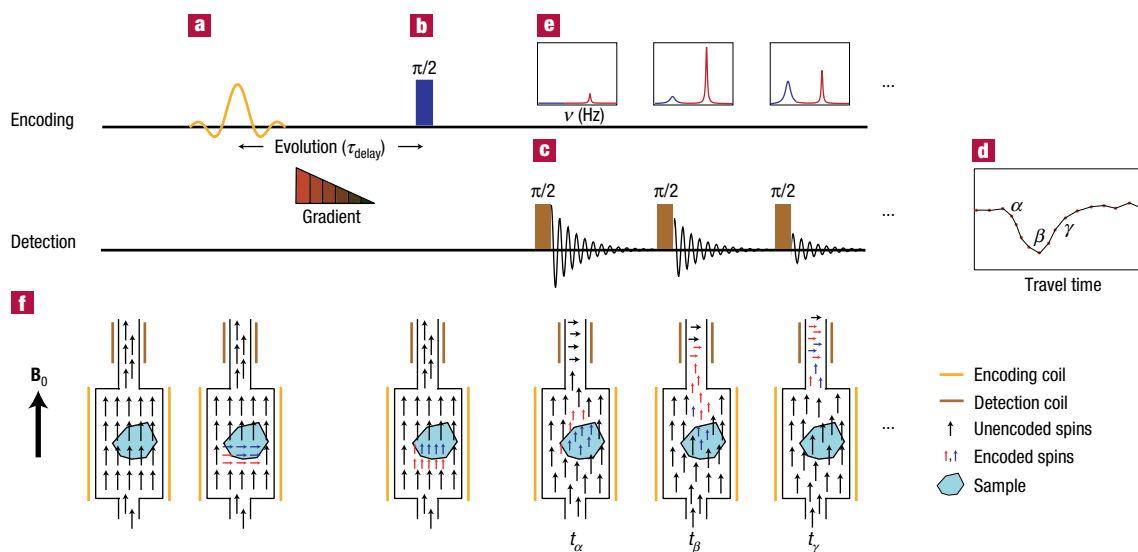 a
b
e
π/2
...
ν (Hz)
Encoding
Evolution (τdelay)
c
d
π/2
π/2
π/2
...
Gradient
α
β
γ
Detection
Travel time
f
B0
Encoding coil
Detection coil
Unencoded spins
...
, Encoded spins
Sample
tα
tβ
tγ